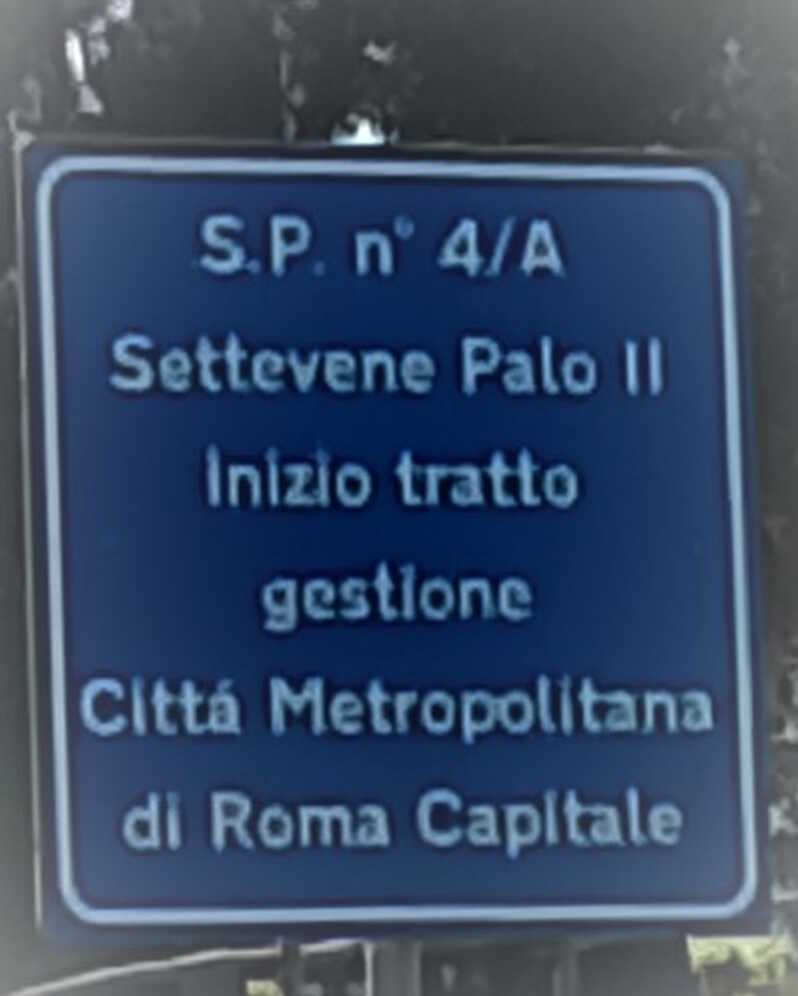 S.P. n° 4/A
Settevene Palo II
Inizio tratto
gestione
Cittá Metropolitana
di Roma Capitale